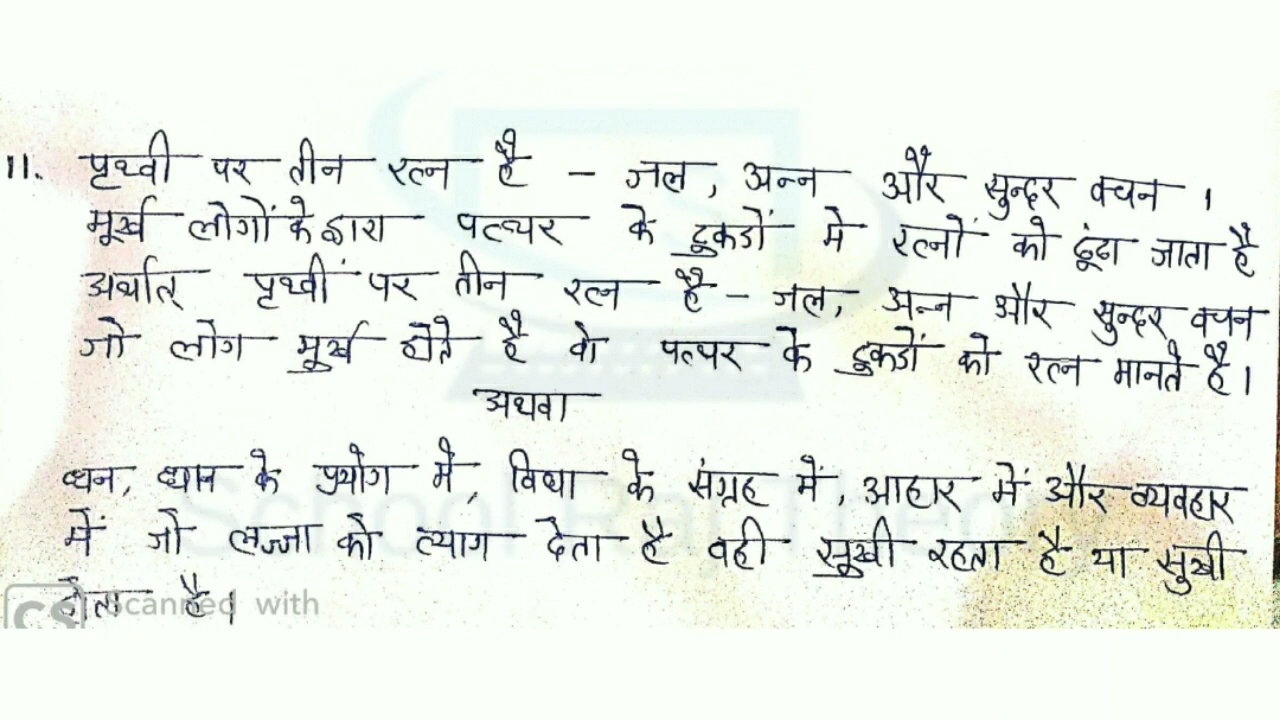 11. पृथ्वी पर तीन रत्न है - जल, अन्न और सुन्दर वचन ।
मूर्ख लोगों के द्वारा पत्थर के टुकडों मे रत्नों को ढूंढा जाता है
अर्थात् पृथ्वीं पर तीन रत्न है - जल, अन्न और सुन्दर वचन
जो लोग मूर्ख होते है वो पत्थर के टुकडों को रत्न मानते है।
अथवा
धन, धान के प्रयोग में, विधा के संग्रह में, आहार में और व्यवहार
में जो लज्जा को त्याग देता है वही सुखी रहता है या सुखी
होता है।
CS Scanned with